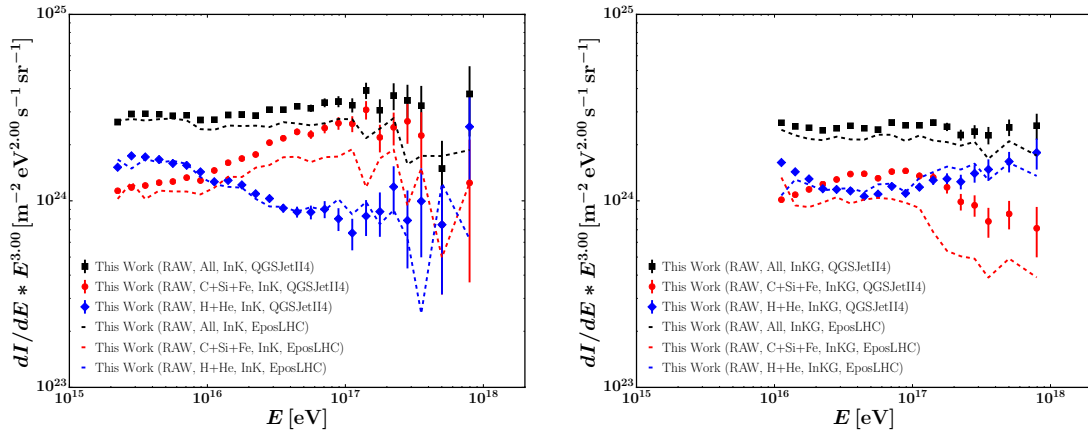 10^25
10^24
10^23
dI/dE * E^3.00 [m^−2 eV^2.00 s^−1 sr^−1]
This Work (RAW, All, InK, QGSJetII4)
This Work (RAW, C+Si+Fe, InK, QGSJetII4)
This Work (RAW, H+He, InK, QGSJetII4)
This Work (RAW, All, InK, EposLHC)
This Work (RAW, C+Si+Fe, InK, EposLHC)
This Work (RAW, H+He, InK, EposLHC)
10^15 10^16 10^17 10^18
E [eV]
10^25
10^24
10^23
dI/dE * E^3.00 [m^−2 eV^2.00 s^−1 sr^−1]
This Work (RAW, All, InKG, QGSJetII4)
This Work (RAW, C+Si+Fe, InKG, QGSJetII4)
This Work (RAW, H+He, InKG, QGSJetII4)
This Work (RAW, All, InKG, EposLHC)
This Work (RAW, C+Si+Fe, InKG, EposLHC)
This Work (RAW, H+He, InKG, EposLHC)
10^15 10^16 10^17 10^18
E [eV]